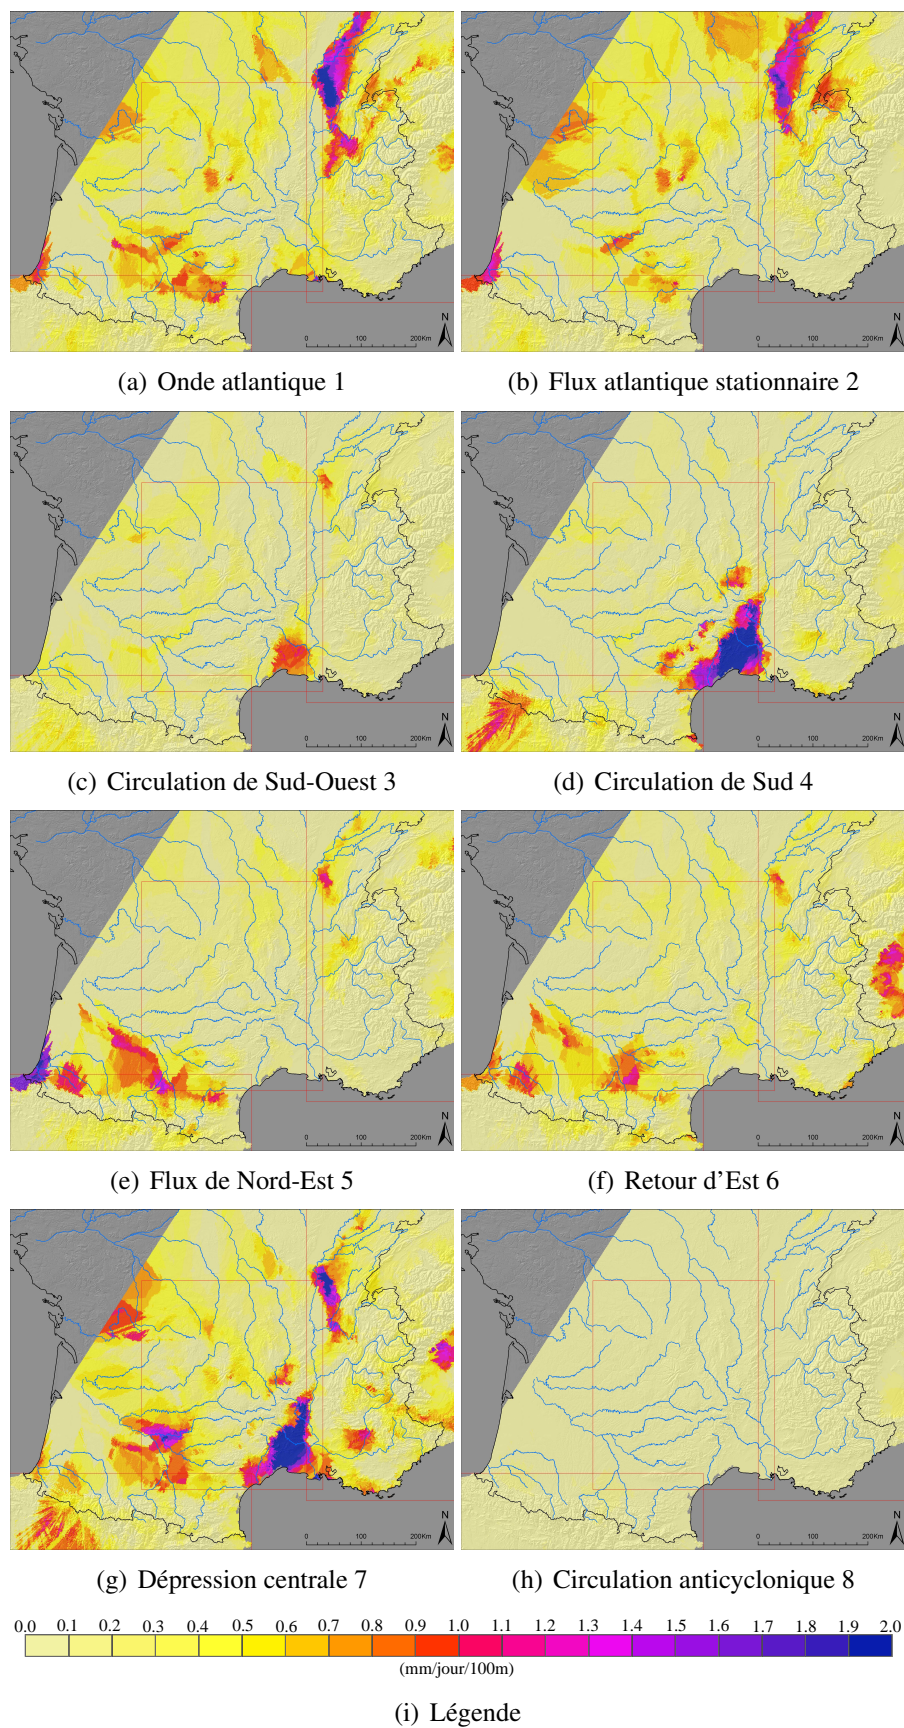 N
0 100 200Km
N
0 100 200Km
(a) Onde atlantique 1
(b) Flux atlantique stationnaire 2
N
0 100 200Km
N
0 100 200Km
(c) Circulation de Sud-Ouest 3
(d) Circulation de Sud 4
N
0 100 200Km
N
0 100 200Km
(e) Flux de Nord-Est 5
(f) Retour d'Est 6
N
0 100 200Km
N
0 100 200Km
(g) Dépression centrale 7
(h) Circulation anticyclonique 8
0.0 0.1 0.2 0.3 0.4 0.5 0.6 0.7 0.8 0.9 1.0 1.1 1.2 1.3 1.4 1.5 1.6 1.7 1.8 1.9 2.0
(mm/jour/100m)
(i) Légende